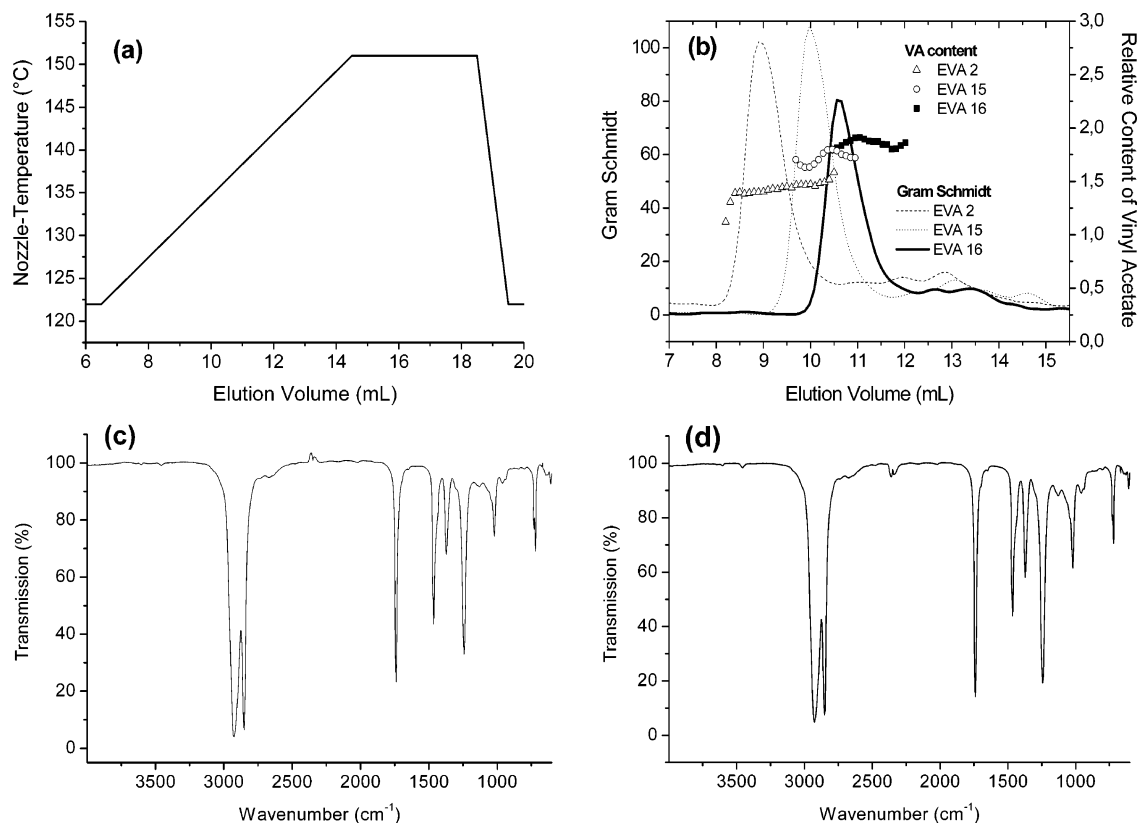 (a)
Nozzle-Temperature (°C)
155
150
145
140
135
130
125
120
6 8 10 12 14 16 18 20
Elution Volume (mL)
(b)
Gram Schmidt
100
80
60
40
20
0
VA content
EVA 2
EVA 15
EVA 16
Gram Schmidt
EVA 2
EVA 15
EVA 16
3,0
2,5
2,0
1,5
1,0
0,5
0,0
Relative Content of Vinyl Acetate
7 8 9 10 11 12 13 14 15
Elution Volume (mL)
(c)
Transmission (%)
100
80
60
40
20
0
3500 3000 2500 2000 1500 1000
Wavenumber (cm⁻¹)
(d)
Transmission (%)
100
80
60
40
20
0
3500 3000 2500 2000 1500 1000
Wavenumber (cm⁻¹)